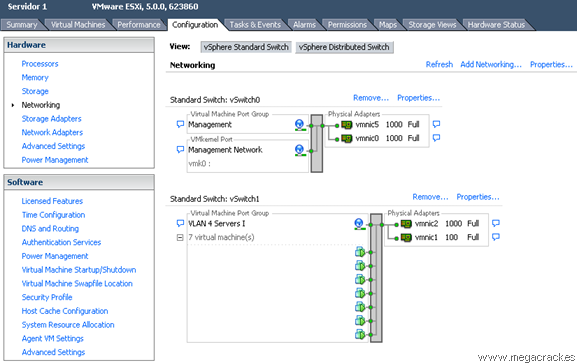 Servidor 1 VMware ESXi, 5.0.0, 623860
Summary Virtual Machines Performance Configuration Tasks & Events Alarms Permissions Maps Storage Views Hardware Status
Hardware
Processors
Memory
Storage
Networking
Storage Adapters
Network Adapters
Advanced Settings
Power Management
Software
Licensed Features
Time Configuration
DNS and Routing
Authentication Services
Power Management
Virtual Machine Startup/Shutdown
Virtual Machine Swapfile Location
Security Profile
Host Cache Configuration
System Resource Allocation
Agent VM Settings
Advanced Settings
View: vSphere Standard Switch vSphere Distributed Switch
Networking Refresh Add Networking... Properties...
Standard Switch: vSwitch0 Remove... Properties...
Virtual Machine Port Group Physical Adapters
Management vmnic5 1000 Full
vmnic0 1000 Full
VMkernel Port
Management Network
vmk0 :
Standard Switch: vSwitch1 Remove... Properties...
Virtual Machine Port Group Physical Adapters
VLAN 4 Servers I vmnic2 1000 Full
7 virtual machine(s) vmnic1 100 Full
www.megacrack.es